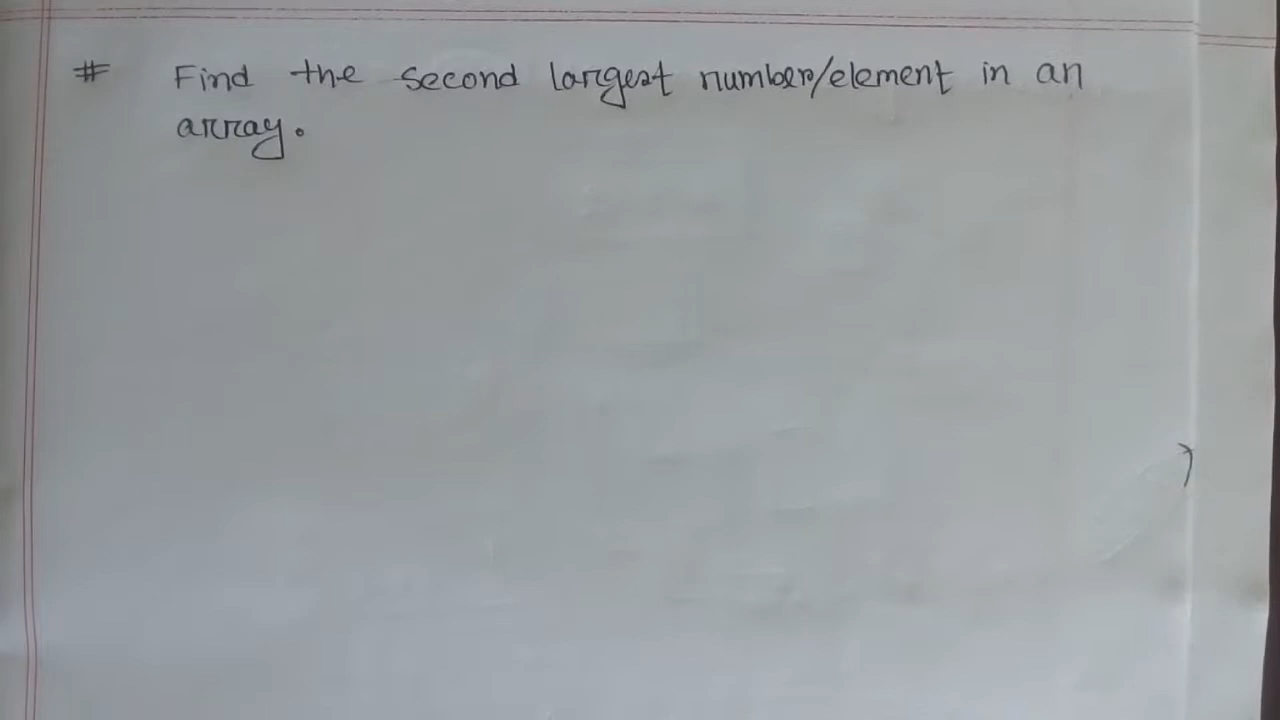 # Find the second largest number/element in an
array.